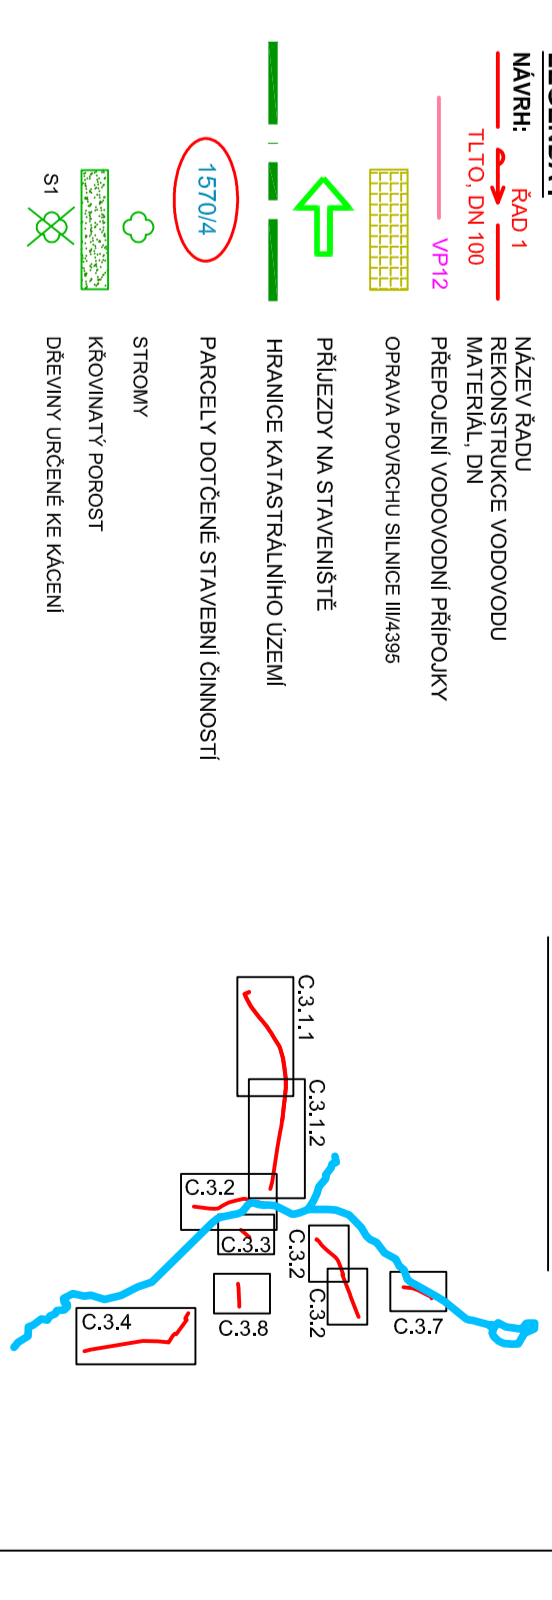 NÁVRH:
ŘAD 1
TLTO, DN 100
NÁZEV ŘADU
REKONSTRUKCE VODOVODU
MATERIÁL, DN
VP12
PŘEPOJENÍ VODOVODNÍ PŘÍPOJKY
OPRAVA POVRCHU SILNICE III/4395
PŘÍJEZDY NA STAVENIŠTĚ
HRANICE KATASTRÁLNÍHO ÚZEMÍ
1570/4
PARCELY DOTČENÉ STAVEBNÍ ČINNOSTÍ
STROMY
KŘOVINATÝ POROST
S1
DŘEVINY URČENÉ KE KÁCENÍ
C.3.1.1
C.3.1.2
C.3.2
C.3.3
C.3.2
C.3.2
C.3.7
C.3.8
C.3.4